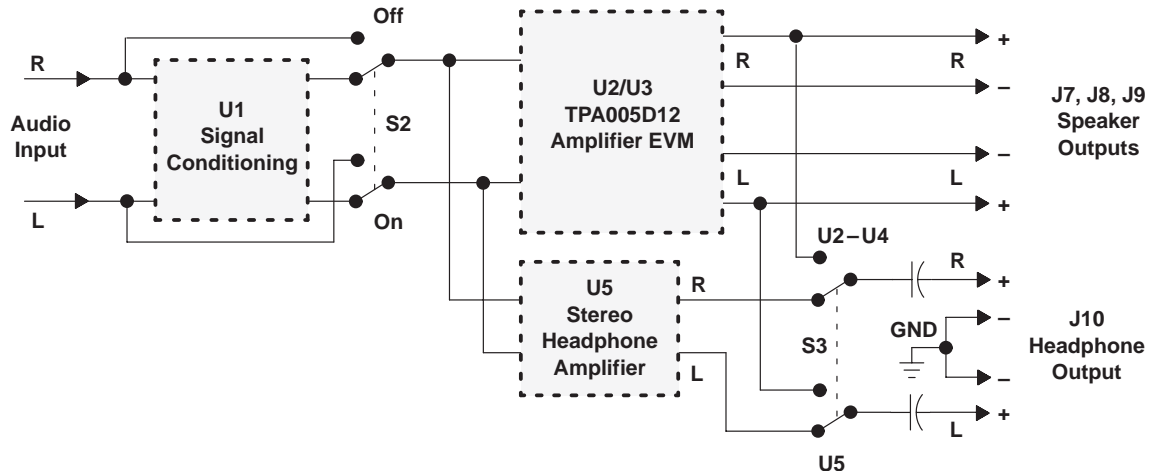 Off
R
Audio
Input
L
U1
Signal
Conditioning
S2
On
U2/U3
TPA005D12
Amplifier EVM
R
L
R
+
–
–
L
+
J7, J8, J9
Speaker
Outputs
U5
Stereo
Headphone
Amplifier
R
L
U2–U4
S3
U5
GND
R
+
–
–
+
L
J10
Headphone
Output